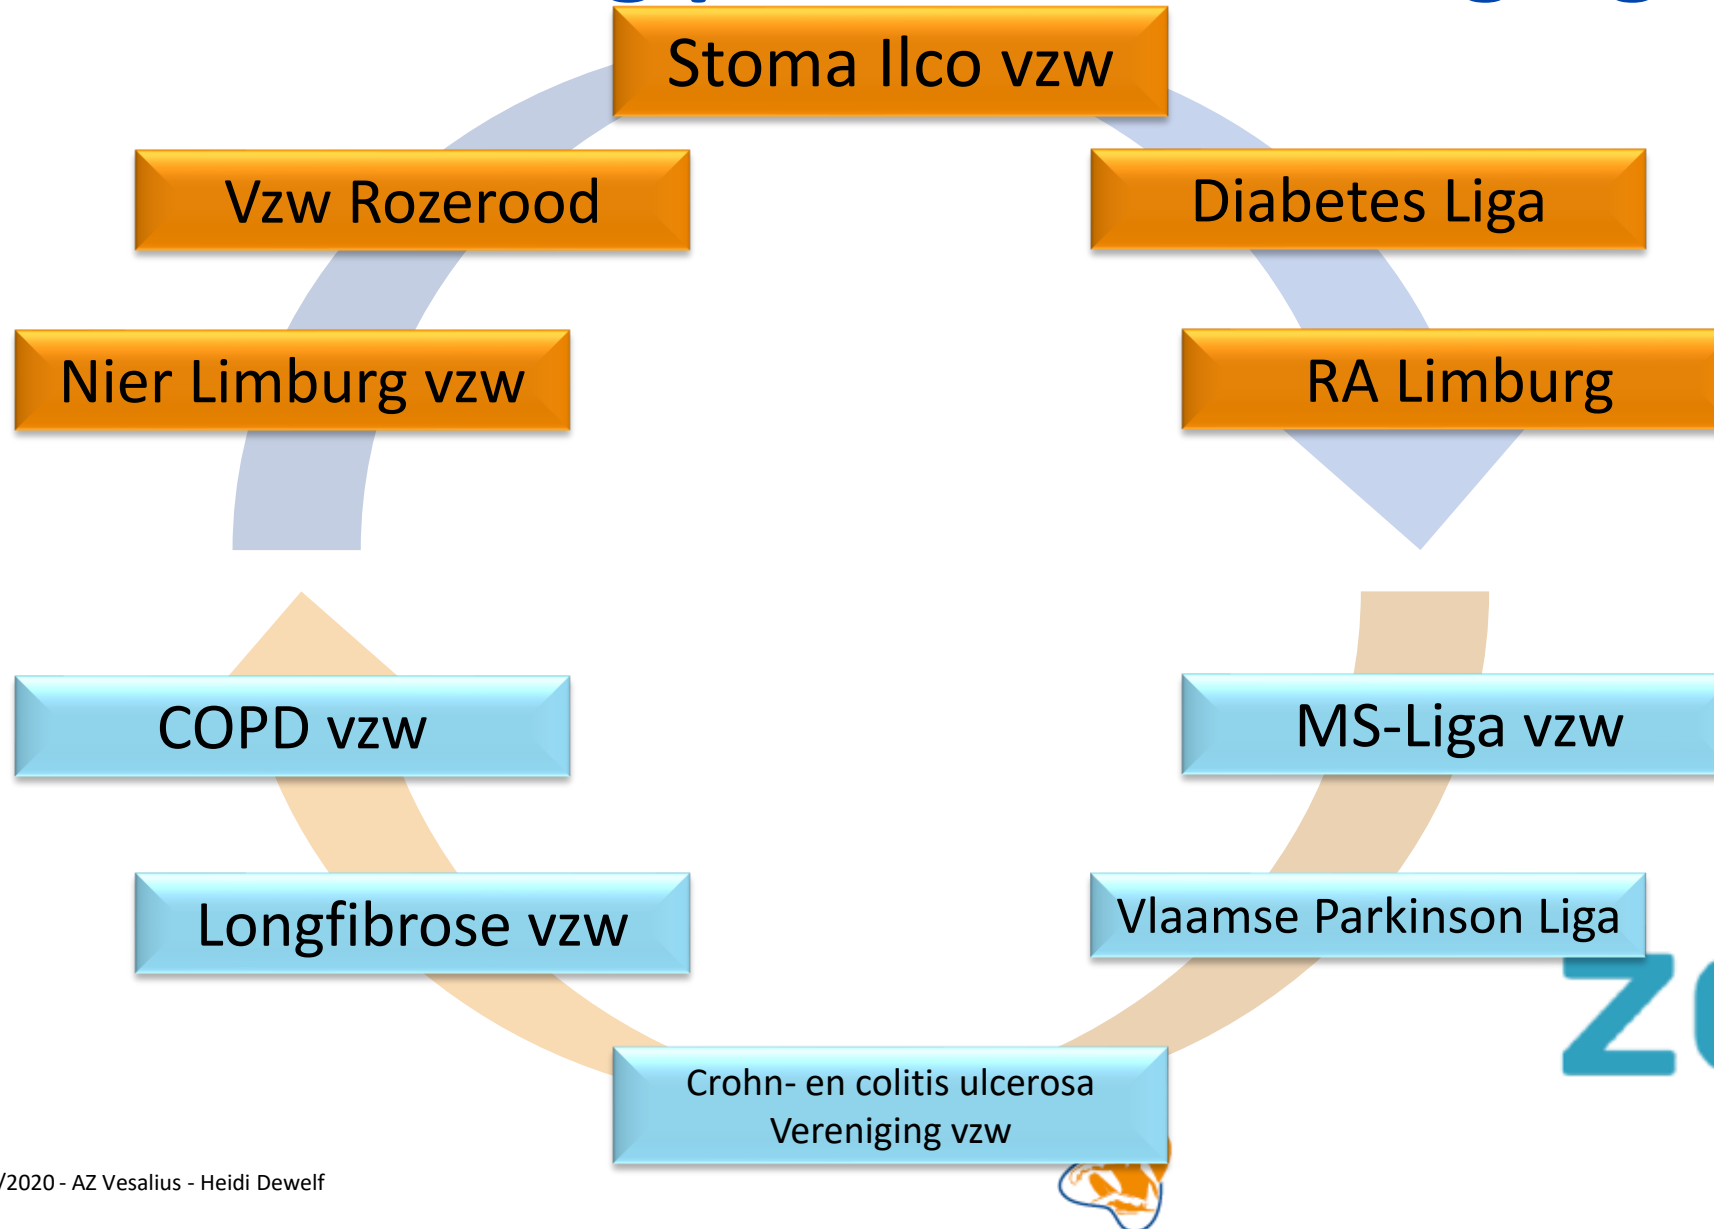 Stoma Ilco vzw
Vzw Rozerood
Diabetes Liga
Nier Limburg vzw
RA Limburg
COPD vzw
MS-Liga vzw
Longfibrose vzw
Vlaamse Parkinson Liga
Crohn- en colitis ulcerosa
Vereniging vzw
/2020 - AZ Vesalius - Heidi Dewelf